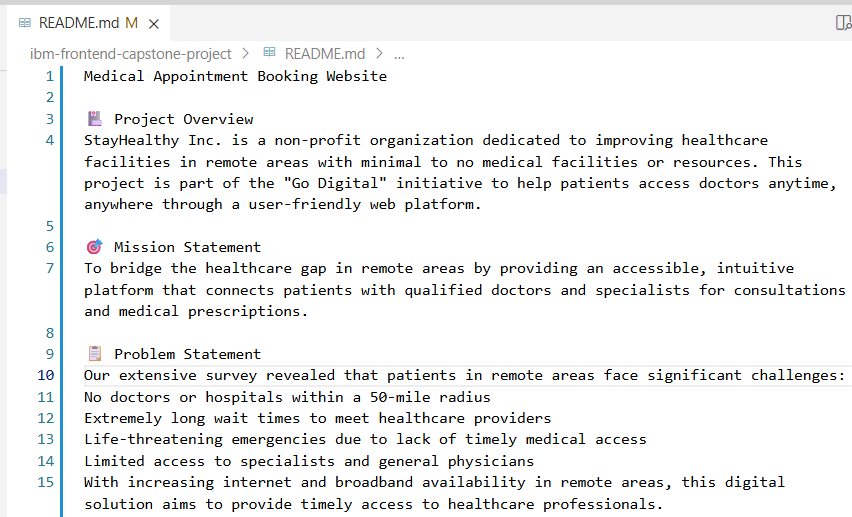 README.md M
ibm-frontend-capstone-project > README.md > ...
1 Medical Appointment Booking Website
2
3 Project Overview
4 StayHealthy Inc. is a non-profit organization dedicated to improving healthcare
facilities in remote areas with minimal to no medical facilities or resources. This
project is part of the "Go Digital" initiative to help patients access doctors anytime,
anywhere through a user-friendly web platform.
5
6 Mission Statement
7 To bridge the healthcare gap in remote areas by providing an accessible, intuitive
platform that connects patients with qualified doctors and specialists for consultations
and medical prescriptions.
8
9 Problem Statement
10 Our extensive survey revealed that patients in remote areas face significant challenges:
11 No doctors or hospitals within a 50-mile radius
12 Extremely long wait times to meet healthcare providers
13 Life-threatening emergencies due to lack of timely medical access
14 Limited access to specialists and general physicians
15 With increasing internet and broadband availability in remote areas, this digital
solution aims to provide timely access to healthcare professionals.